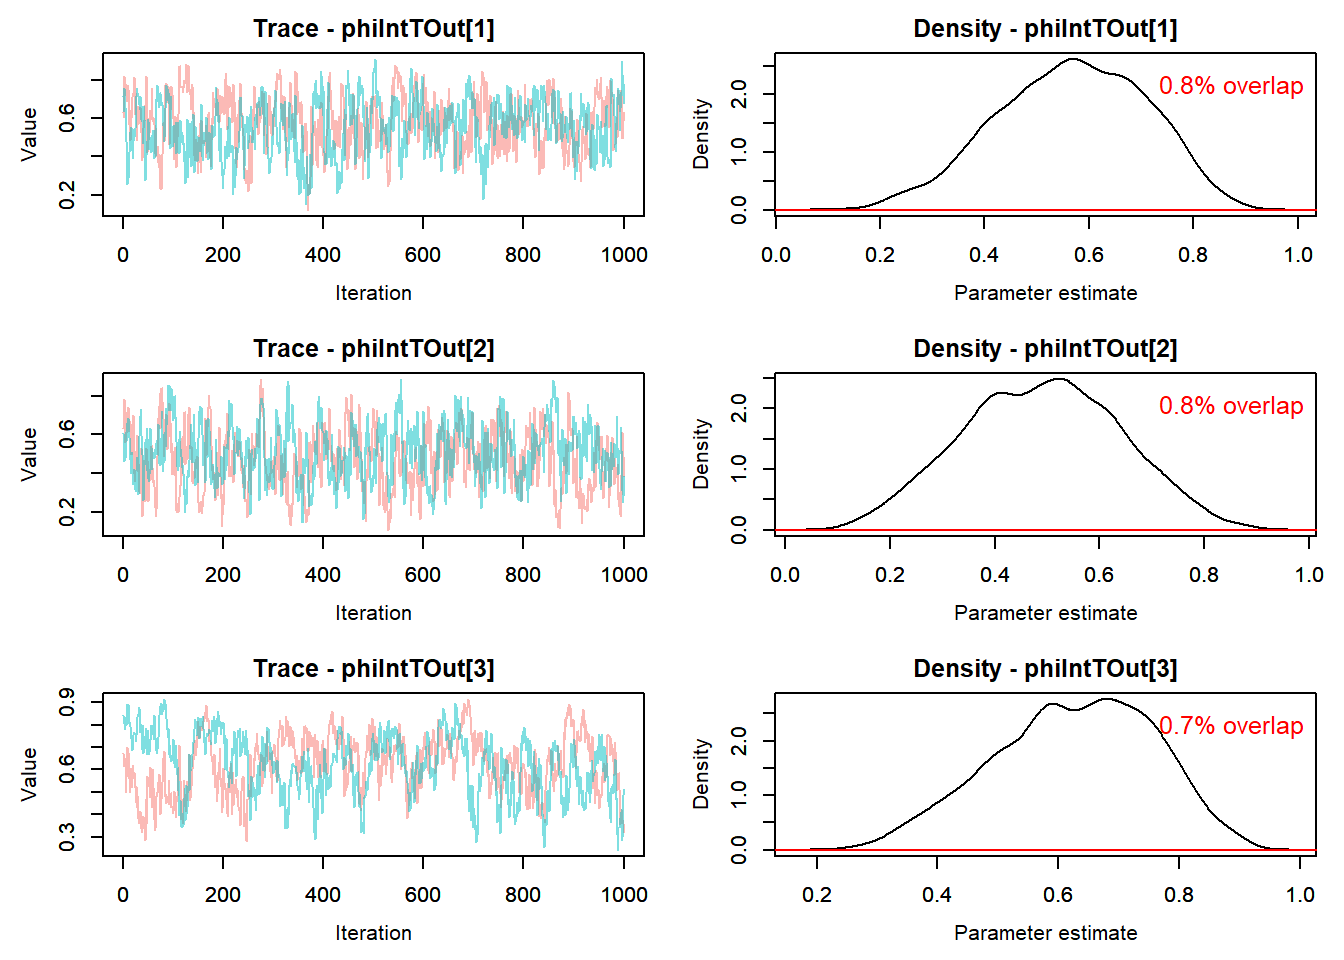 Trace - phiIntTOut[1]
Value
0.2
0.6
0
200
400
600
800
1000
Iteration
Density - phiIntTOut[1]
Density
0.0
1.0
2.0
0.8% overlap
0.0
0.2
0.4
0.6
0.8
1.0
Parameter estimate
Trace - phiIntTOut[2]
Value
0.2
0.6
0
200
400
600
800
1000
Iteration
Density - phiIntTOut[2]
Density
0.0
1.0
2.0
0.8% overlap
0.0
0.2
0.4
0.6
0.8
1.0
Parameter estimate
Trace - phiIntTOut[3]
Value
0.3
0.6
0.9
0
200
400
600
800
1000
Iteration
Density - phiIntTOut[3]
Density
0.0
1.0
2.0
0.7% overlap
0.2
0.4
0.6
0.8
1.0
Parameter estimate